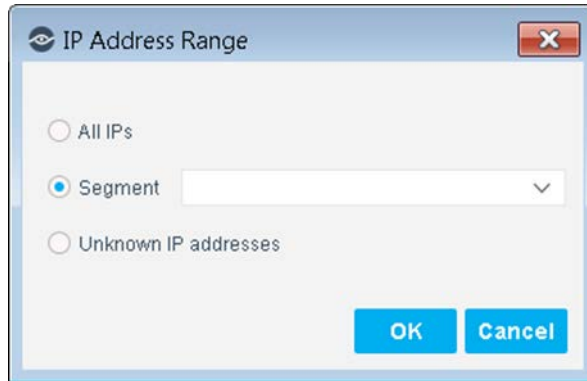 IP Address Range
All IPs
Segment
Unknown IP addresses
OK Cancel